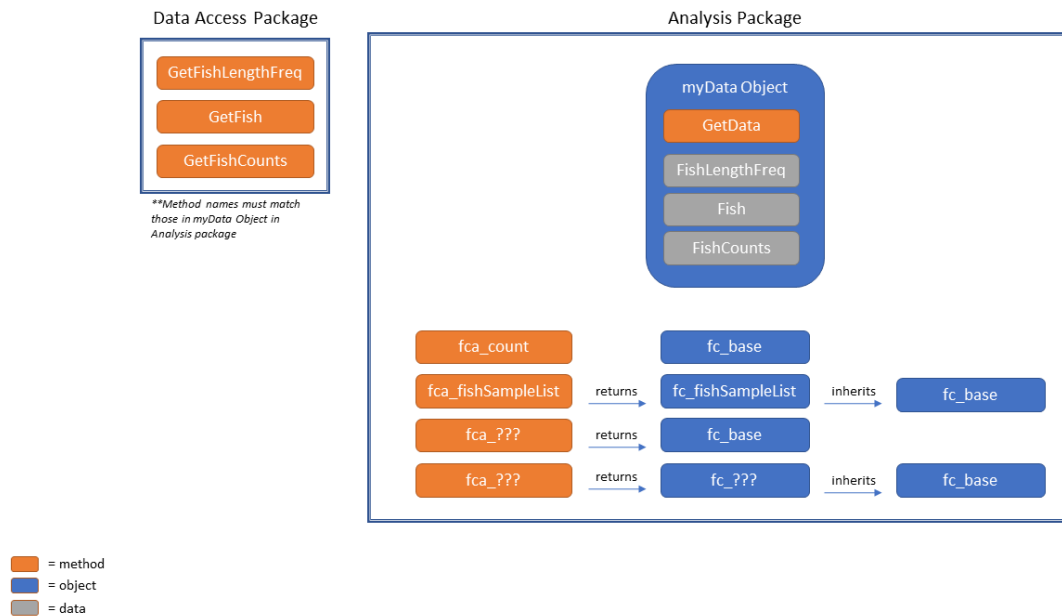 Data Access Package
GetFishLengthFreq
GetFish
GetFishCounts
**Method names must match
those in myData Object in
Analysis package
Analysis Package
myData Object
GetData
FishLengthFreq
Fish
FishCounts
fca_count
fc_base
fca_fishSampleList
returns
fc_fishSampleList
inherits
fc_base
fca_???
returns
fc_base
fca_???
returns
fc_???
inherits
fc_base
= method
= object
= data